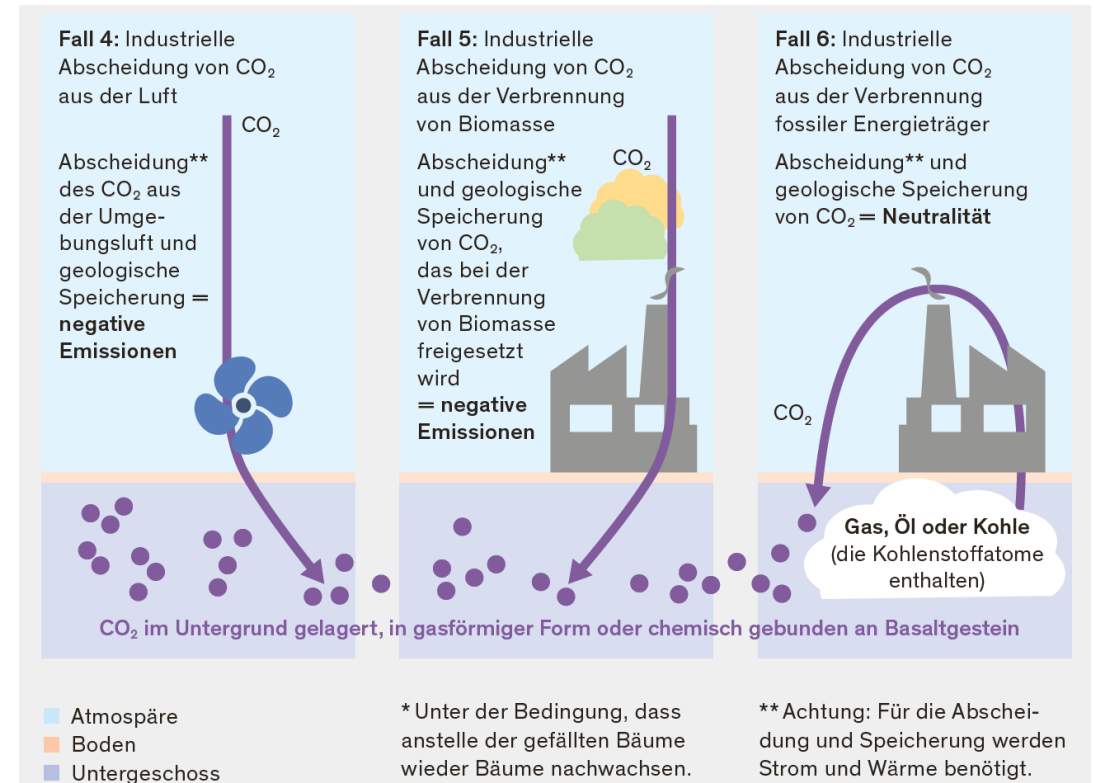 Fall 4: Industrielle
Abscheidung von CO₂
aus der Luft
CO₂
Abscheidung**
des CO₂ aus
der Umge-
bungsluft und
geologische
Speicherung =
negative
Emissionen
Fall 5: Industrielle
Abscheidung von CO₂
aus der Verbrennung
von Biomasse
Abscheidung**
und geologische
Speicherung
von CO₂,
das bei der
Verbrennung
von Biomasse
freigesetzt
wird
= negative
Emissionen
CO₂
Fall 6: Industrielle
Abscheidung von CO₂
aus der Verbrennung
fossiler Energieträger
Abscheidung** und
geologische Speicherung
von CO₂ = Neutralität
CO₂
Gas, Öl oder Kohle
(die Kohlenstoffatome
enthalten)
CO₂ im Untergrund gelagert, in gasförmiger Form oder chemisch gebunden an Basaltgestein
Atmospäre
Boden
Untergeschoss
* Unter der Bedingung, dass
anstelle der gefällten Bäume
wieder Bäume nachwachsen.
** Achtung: Für die Abschei-
dung und Speicherung werden
Strom und Wärme benötigt.